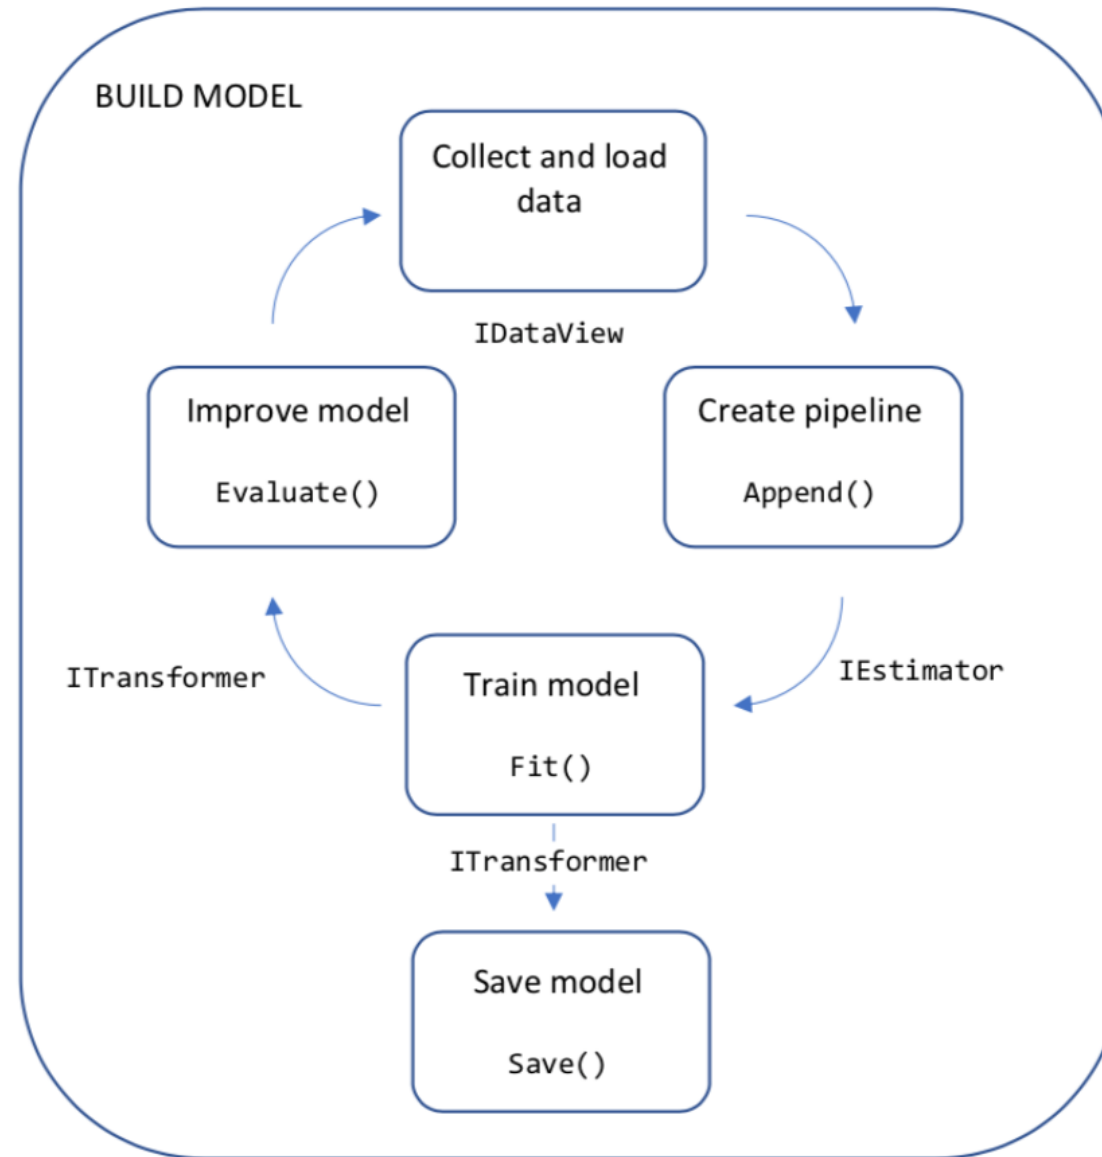 BUILD MODEL
Collect and load
data
IDataView
Improve model
Evaluate()
Create pipeline
Append()
ITransformer
IEstimator
Train model
Fit()
ITransformer
Save model
Save()